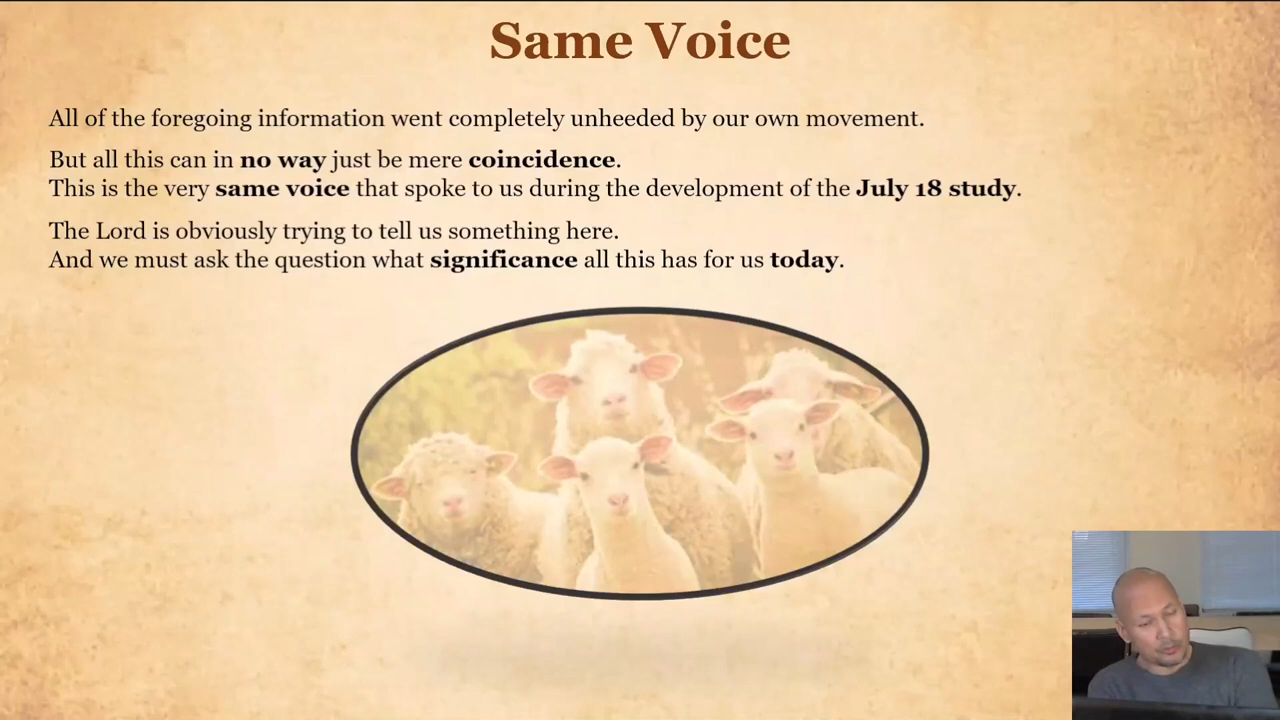 Same Voice
All of the foregoing information went completely unheeded by our own movement.
But all this can in no way just be mere coincidence.
This is the very same voice that spoke to us during the development of the July 18 study.
The Lord is obviously trying to tell us something here.
And we must ask the question what significance all this has for us today.